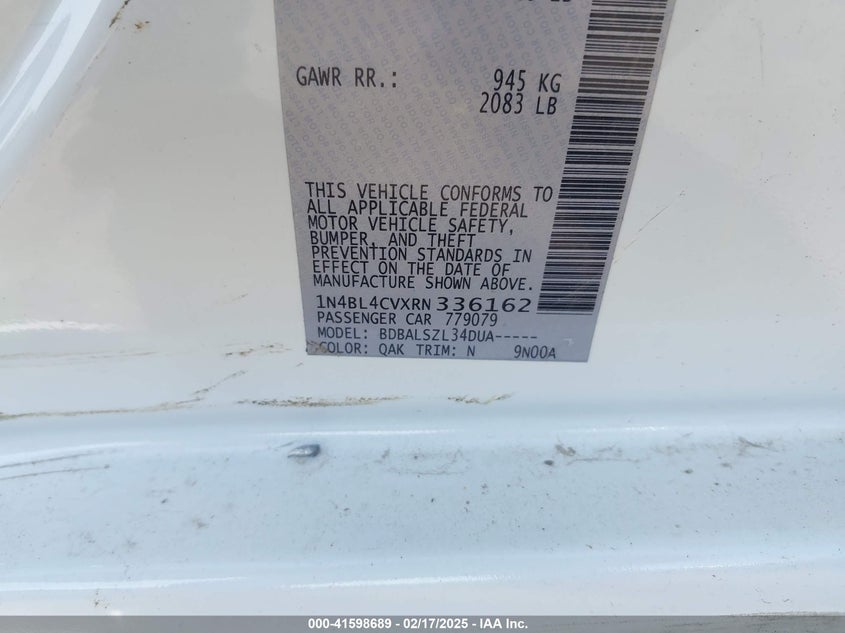 GAWR RR.: 945 KG
2083 LB
THIS VEHICLE CONFORMS TO
ALL APPLICABLE FEDERAL
MOTOR VEHICLE SAFETY,
BUMPER, AND THEFT
PREVENTION STANDARDS IN
EFFECT ON THE DATE OF
MANUFACTURE SHOWN ABOVE.
1N4BL4CVXRN336162
PASSENGER CAR 779079
MODEL: BDBALSZL34DUA-----
COLOR: QAK TRIM: N 9N00A
000-41598689 - 02/17/2025 - IAA Inc.